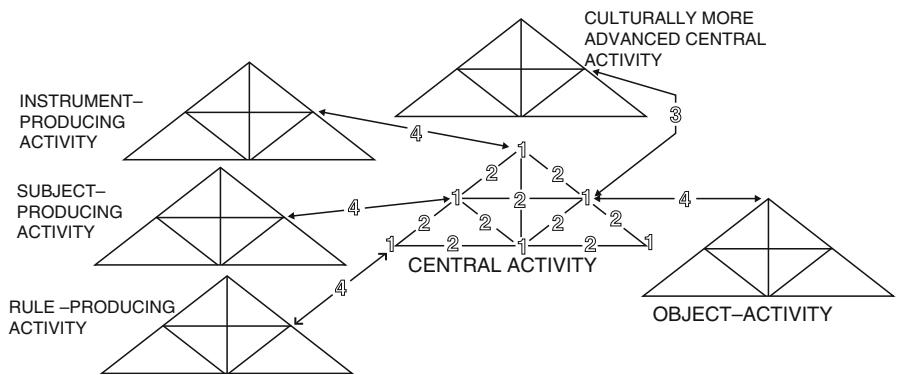 CULTURALLY MORE
ADVANCED CENTRAL
ACTIVITY
INSTRUMENT–
PRODUCING
ACTIVITY
3
4
1
2 2
SUBJECT–
PRODUCING
ACTIVITY
4
1 2 1
4
2 2 2 2
1 2 1 2 1
CENTRAL ACTIVITY
4
RULE –PRODUCING
ACTIVITY
OBJECT–ACTIVITY